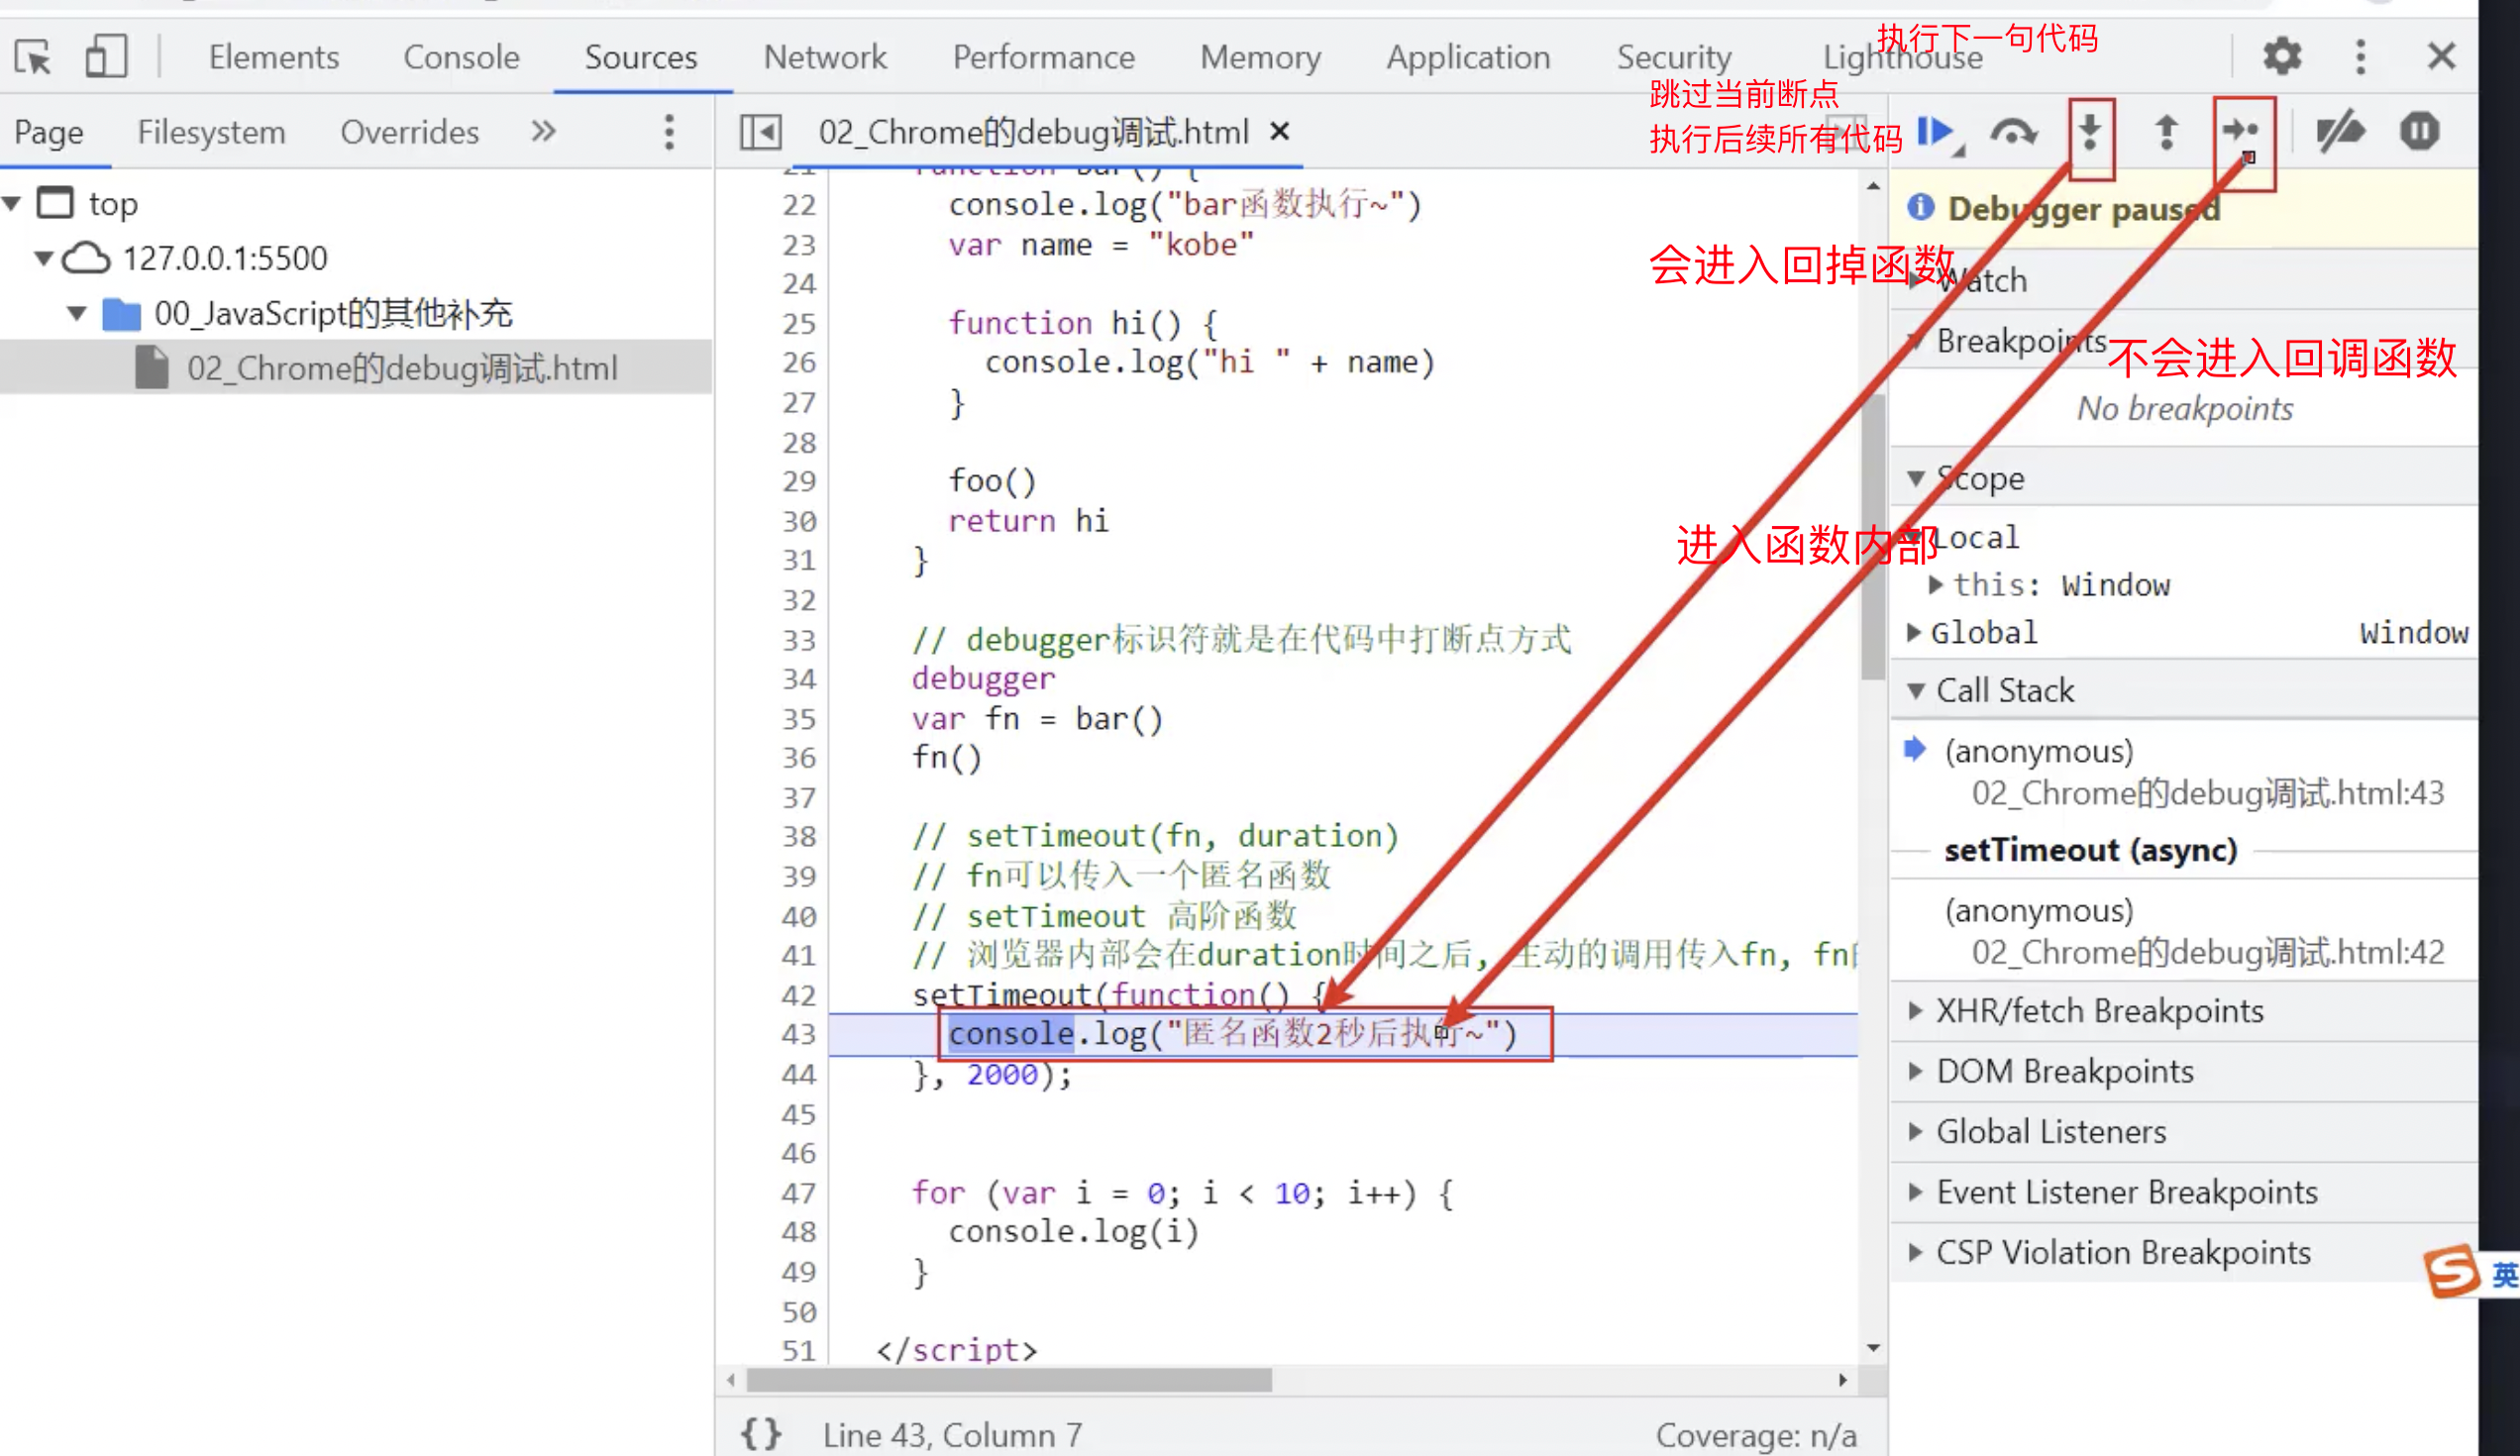 Elements Console Sources Network Performance Memory Application Security Lighthouse
执行下一句代码
跳过当前断点
执行后续所有代码
Page Filesystem Overrides »
02_Chrome的debug调试.html ×
top
127.0.0.1:5500
00_JavaScript的其他补充
02_Chrome的debug调试.html
21 function bar() {
22 console.log("bar函数执行~")
23 var name = "kobe"
24
25 function hi() {
26 console.log("hi " + name)
27 }
28
29 foo()
30 return hi
31 }
32
33 // debugger标识符就是在代码中打断点方式
34 debugger
35 var fn = bar()
36 fn()
37
38 // setTimeout(fn, duration)
39 // fn可以传入一个匿名函数
40 // setTimeout 高阶函数
41 // 浏览器内部会在duration时间之后, 主动的调用传入fn, fn
42 setTimeout(function() {
43 console.log("匿名函数2秒后执行~")
44 }, 2000);
45
46
47 for (var i = 0; i < 10; i++) {
48 console.log(i)
49 }
50
51 </script>
{} Line 43, Column 7
Coverage: n/a
会进入回掉函数
不会进入回调函数
进入函数内部
Debugger paused
Watch
Breakpoints
No breakpoints
Scope
Local
this: Window
Global Window
Call Stack
(anonymous)
02_Chrome的debug调试.html:43
setTimeout (async)
(anonymous)
02_Chrome的debug调试.html:42
XHR/fetch Breakpoints
DOM Breakpoints
Global Listeners
Event Listener Breakpoints
CSP Violation Breakpoints
英